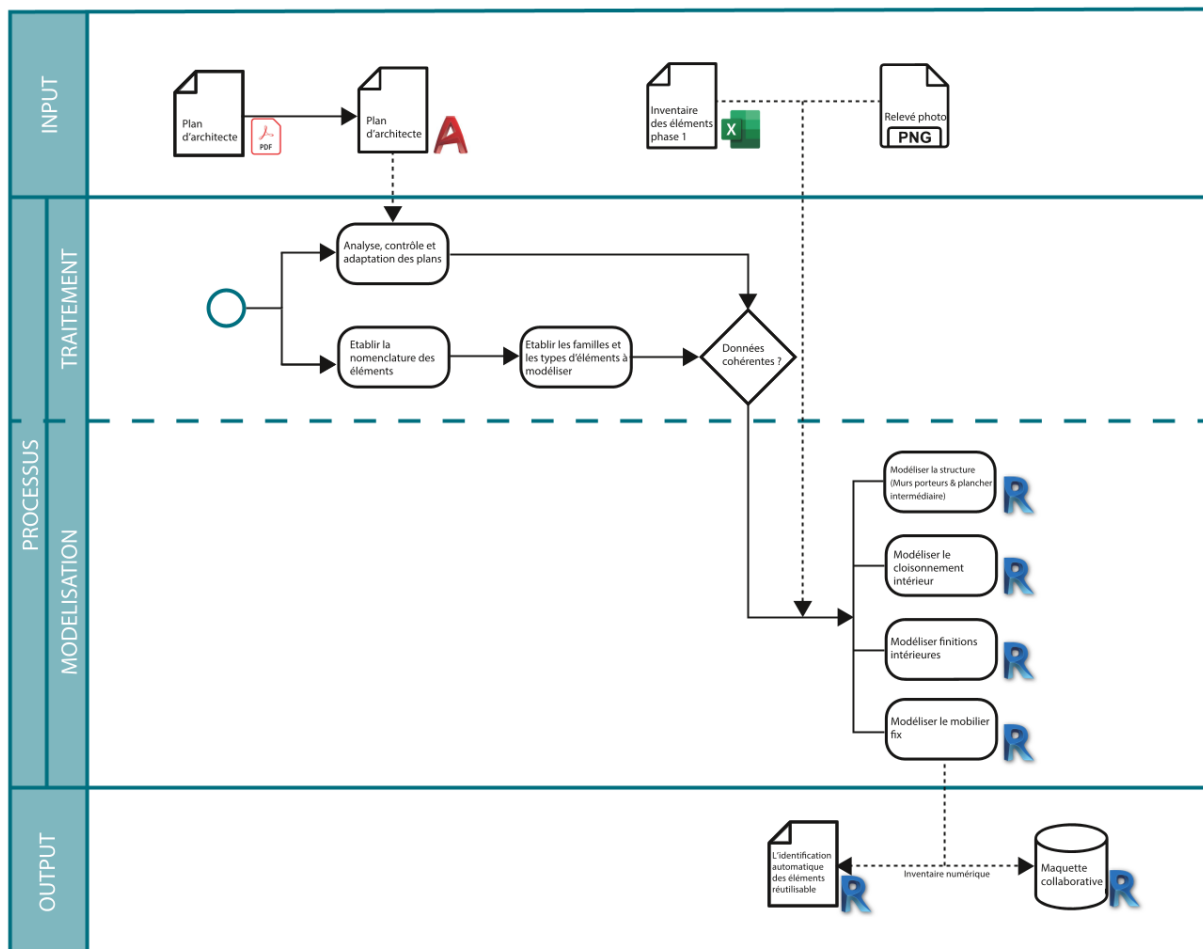 INPUT
Plan
d'architecte
PDF
Plan
d'architecte
Inventaire
des éléments
phase 1
X
Relevé photo
PNG
PROCESSUS
TRAITEMENT
Analyse, contrôle et
adaptation des plans
Etablir la
nomenclature des
éléments
Etablir les familles et
les types d'éléments à
modéliser
Données
cohérentes ?
MODELISATION
Modéliser la structure
(Murs porteurs & plancher
intermédiaire)
R
Modéliser le
cloisonnement
intérieur
R
Modéliser finitions
intérieures
R
Modéliser le mobilier
fix
R
OUTPUT
L'identification
automatique
des éléments
réutilisable
R
Inventaire numérique
Maquette
collaborative
R